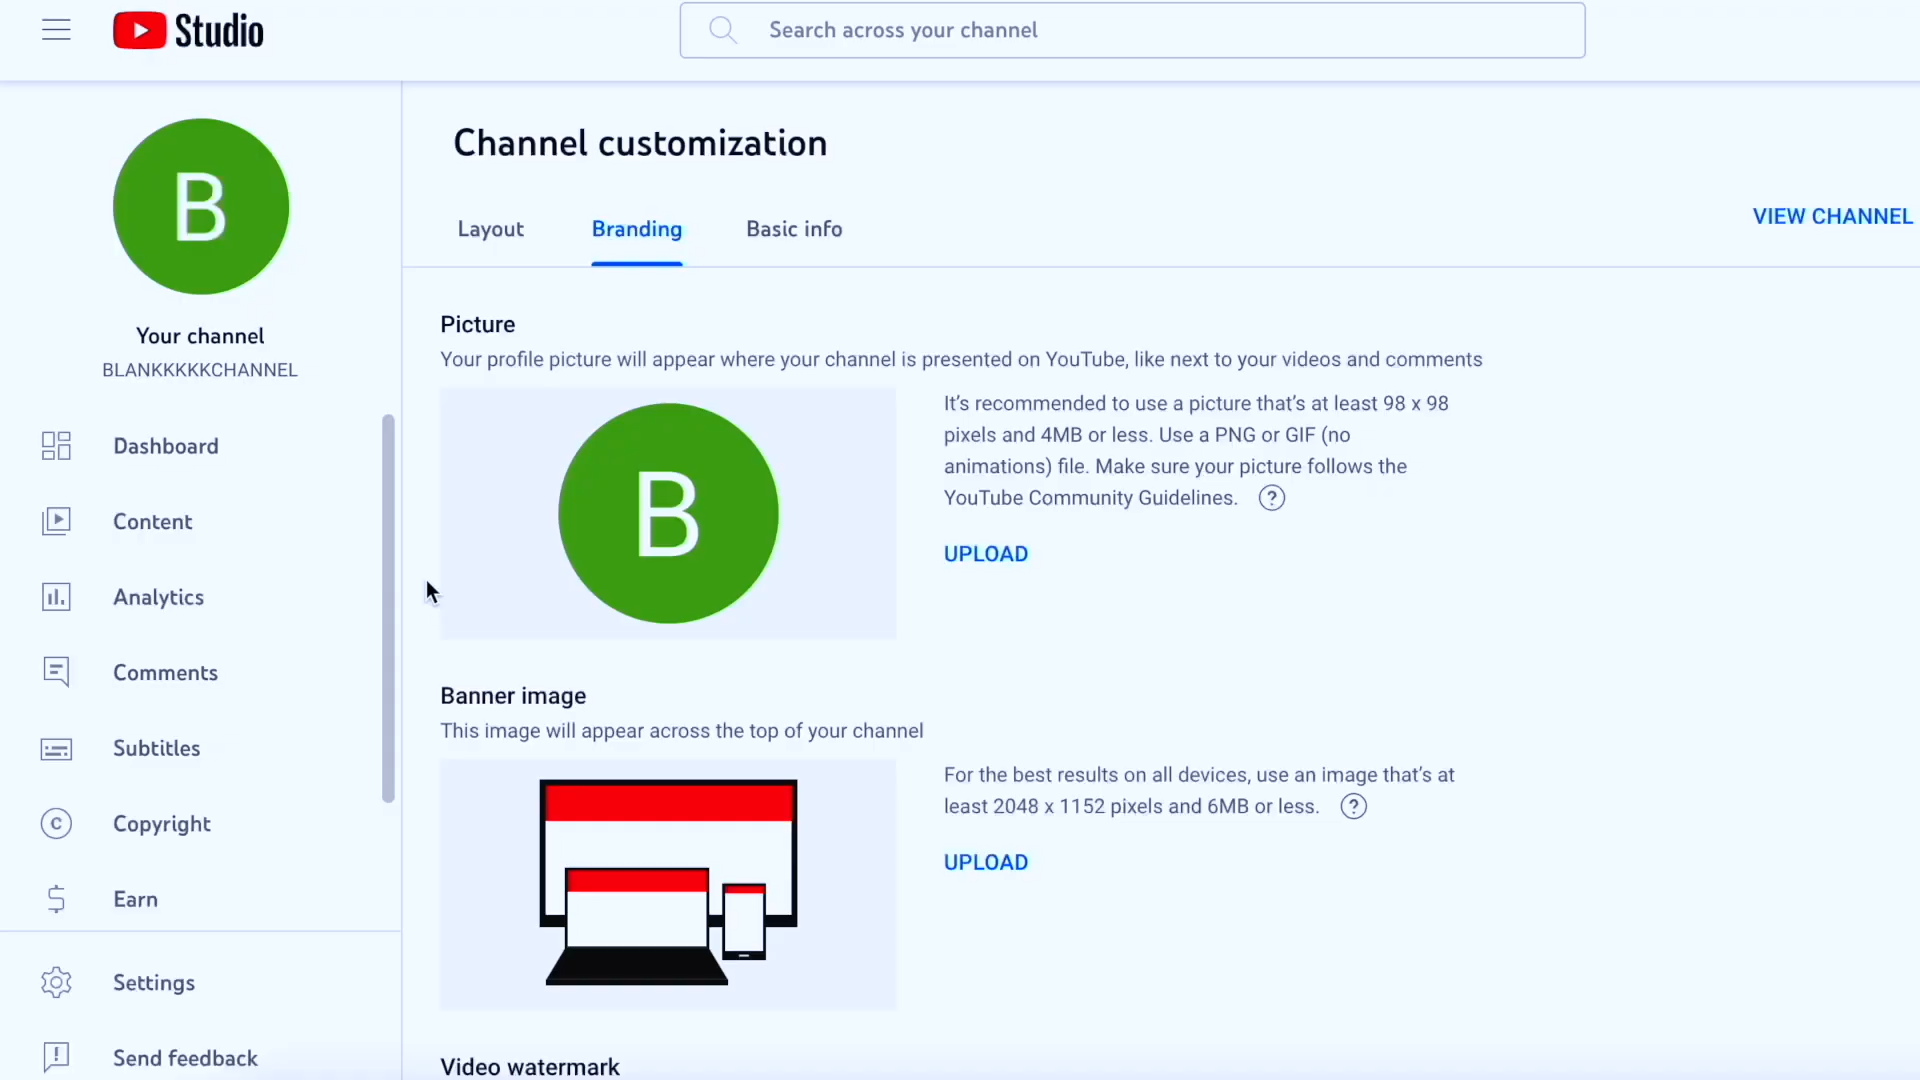 Studio
Search across your channel
B
Your channel
BLANKKKKKCHANNEL
Dashboard
Content
Analytics
Comments
Subtitles
Copyright
Earn
Settings
Send feedback
Channel customization
Layout
Branding
Basic info
VIEW CHANNEL
Picture
Your profile picture will appear where your channel is presented on YouTube, like next to your videos and comments
B
It’s recommended to use a picture that’s at least 98 x 98
pixels and 4MB or less. Use a PNG or GIF (no
animations) file. Make sure your picture follows the
YouTube Community Guidelines. ?
UPLOAD
Banner image
This image will appear across the top of your channel
For the best results on all devices, use an image that’s at
least 2048 x 1152 pixels and 6MB or less. ?
UPLOAD
Video watermark